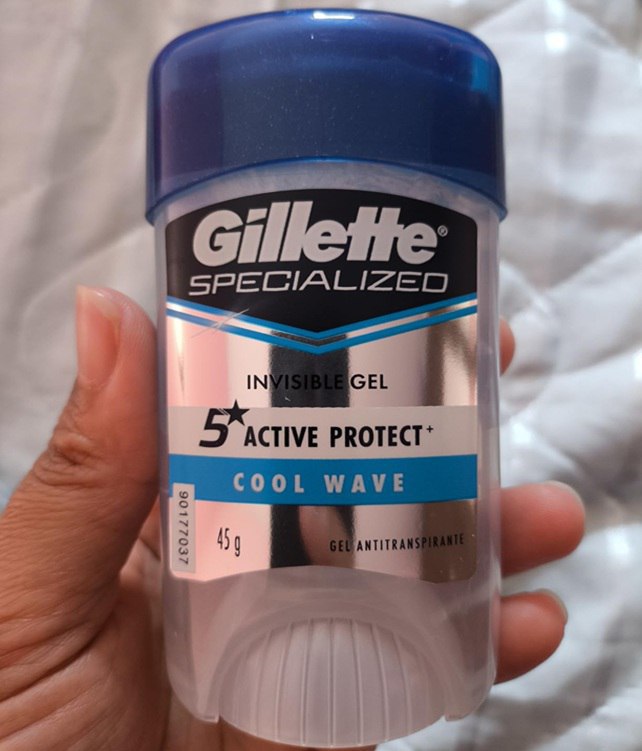 Gillette®
SPECIALIZED
INVISIBLE GEL
5★ ACTIVE PROTECT+
COOL WAVE
90177037
45 g
GEL ANTITRANSPIRANTE